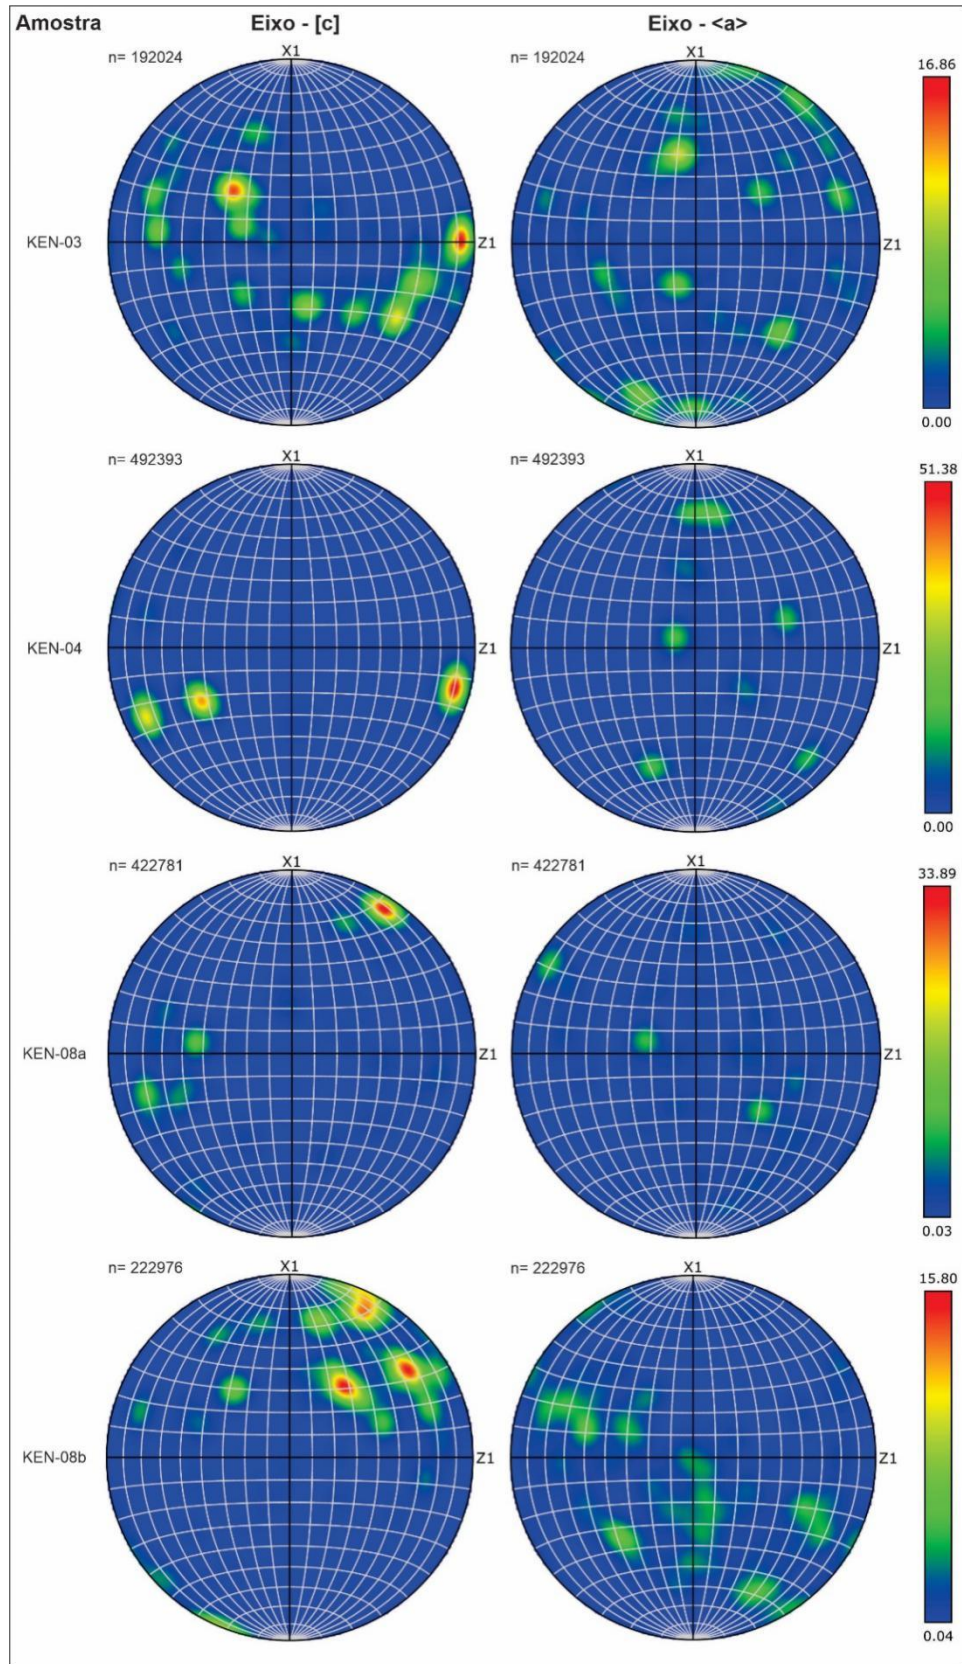 Amostra Eixo - [c] Eixo - <a>
n= 192024 X1 n= 192024 X1 16.86
KEN-03 Z1 Z1
0.00
n= 492393 X1 n= 492393 X1 51.38
KEN-04 Z1 Z1
0.00
n= 422781 X1 n= 422781 X1 33.89
KEN-08a Z1 Z1
0.03
n= 222976 X1 n= 222976 X1 15.80
KEN-08b Z1 Z1
0.04